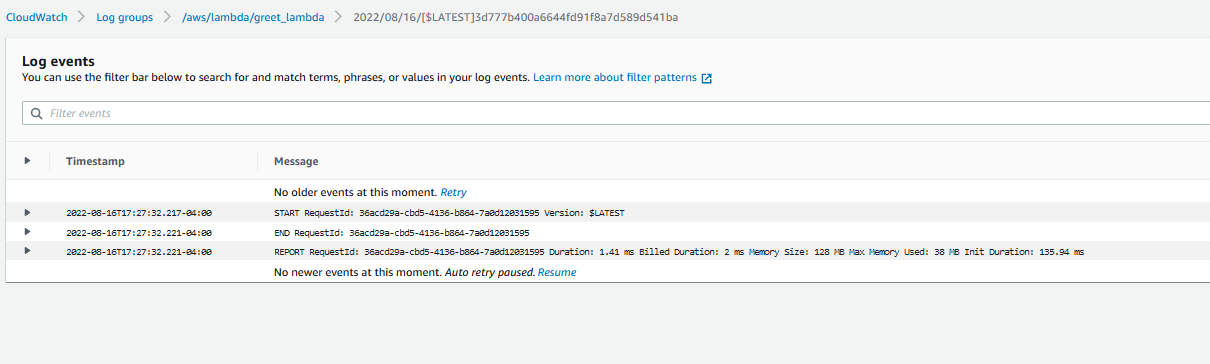 CloudWatch > Log groups > /aws/lambda/greet_lambda > 2022/08/16/[$LATEST]3d777b400a6644fd91f8a7d589d541ba
Log events
You can use the filter bar below to search for and match terms, phrases, or values in your log events. Learn more about filter patterns
Filter events
Timestamp Message
No older events at this moment. Retry
2022-08-16T17:27:32.217-04:00 START RequestId: 36acd29a-cbd5-4136-b864-7a0d12031595 Version: $LATEST
2022-08-16T17:27:32.221-04:00 END RequestId: 36acd29a-cbd5-4136-b864-7a0d12031595
2022-08-16T17:27:32.221-04:00 REPORT RequestId: 36acd29a-cbd5-4136-b864-7a0d12031595 Duration: 1.41 ms Billed Duration: 2 ms Memory Size: 128 MB Max Memory Used: 38 MB Init Duration: 135.94 ms
No newer events at this moment. Auto retry paused. Resume